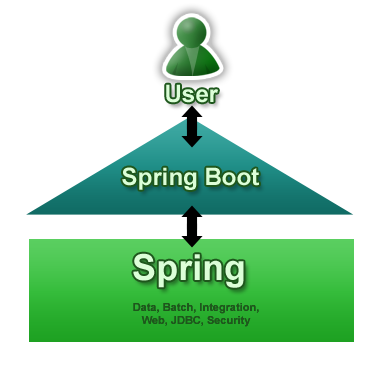 User
Spring Boot
Spring
Data, Batch, Integration,
Web, JDBC, Security